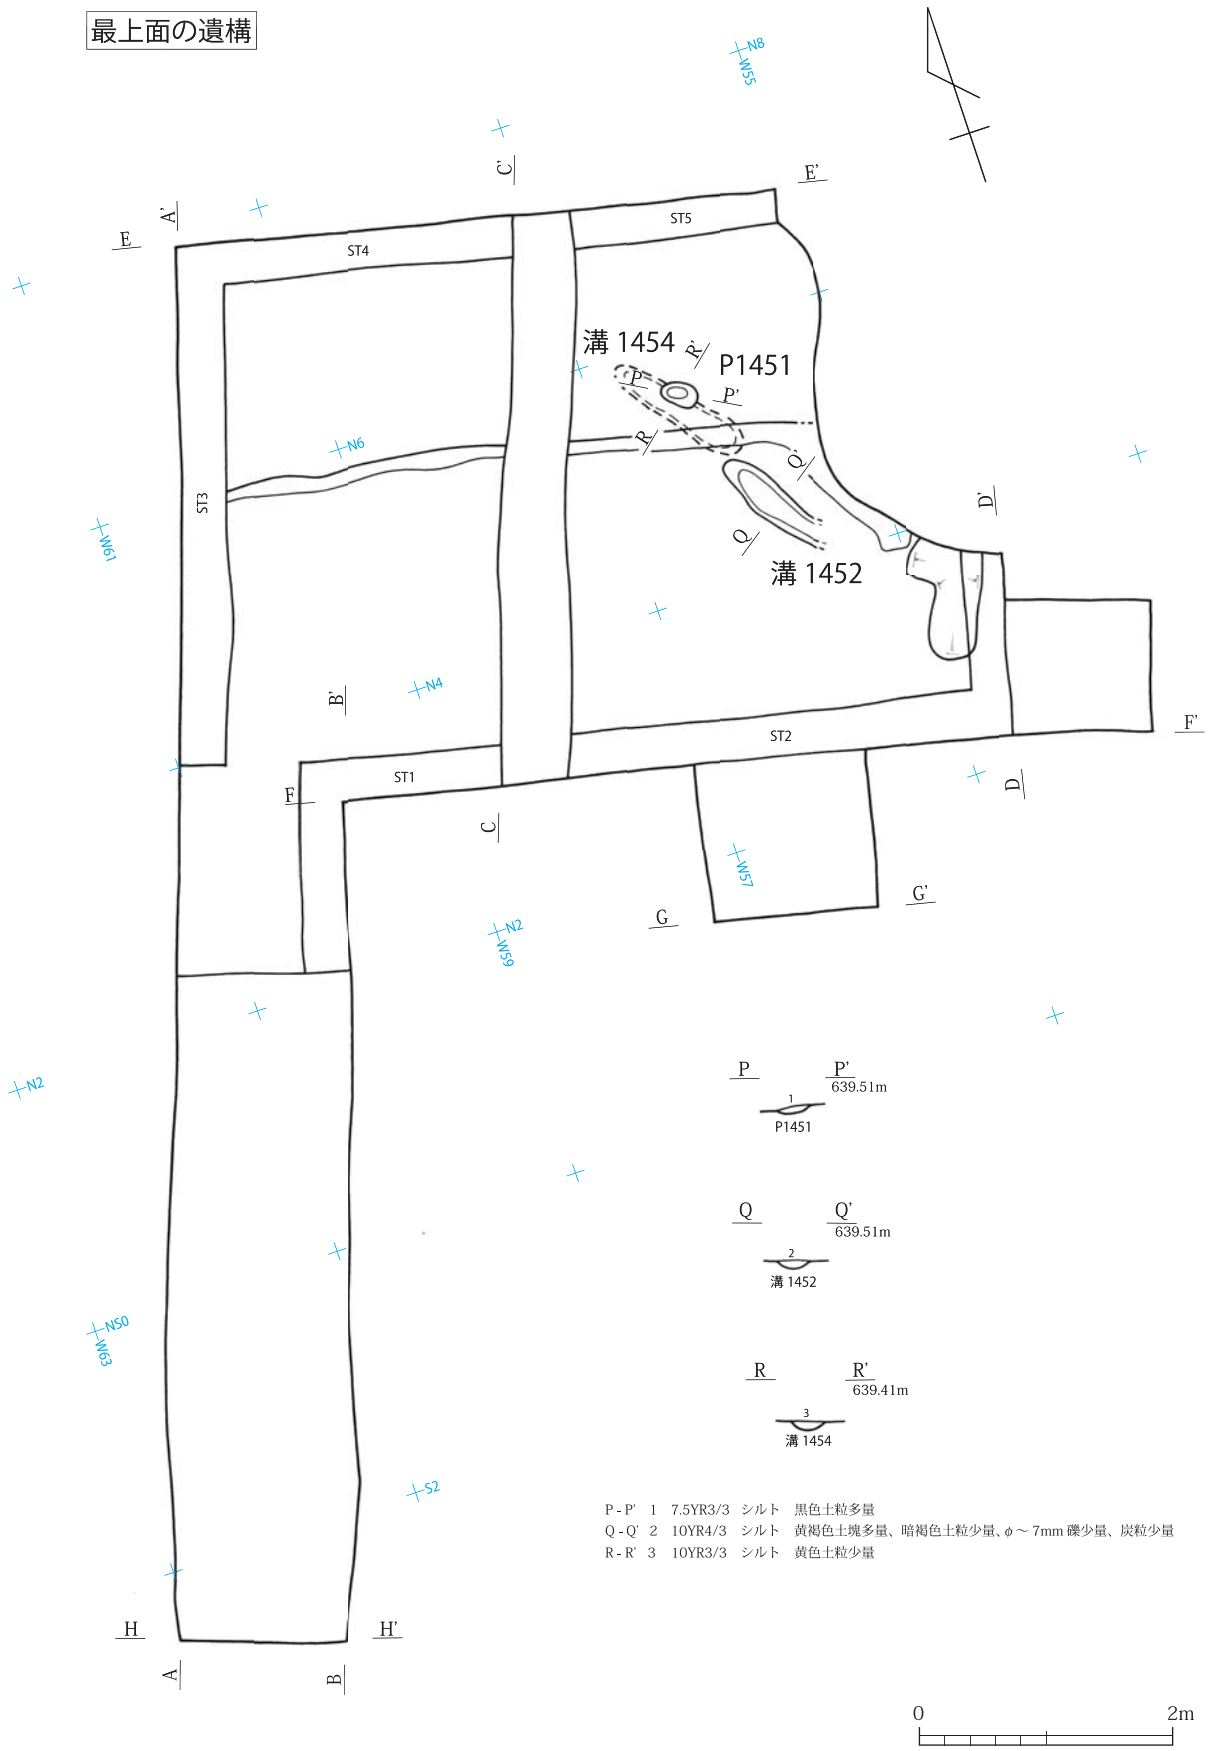 最上面の遺構
N8
W55
C'
E'
A'
E
ST4
ST5
溝 1454
R'
P1451
P
P'
R
N6
Q'
ST3
W61
Q
D'
溝 1452
B'
N4
F'
ST2
F
ST1
D
C
W57
G
G'
N2
W59
N2
P
P'
639.51m
1
P1451
Q
Q'
639.51m
2
溝 1452
NS0
W63
R
R'
639.41m
3
溝 1454
S2
P - P' 1 7.5YR3/3 シルト 黒色土粒多量
Q - Q' 2 10YR4/3 シルト 黄褐色土塊多量、暗褐色土粒少量、φ～7mm 礫少量、炭粒少量
R - R' 3 10YR3/3 シルト 黄色土粒少量
H
H'
A
B
0
2m